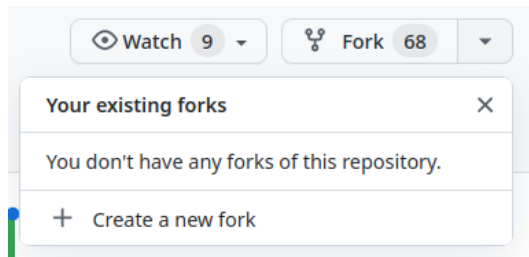 Watch 9
Fork 68
Your existing forks
You don't have any forks of this repository.
Create a new fork